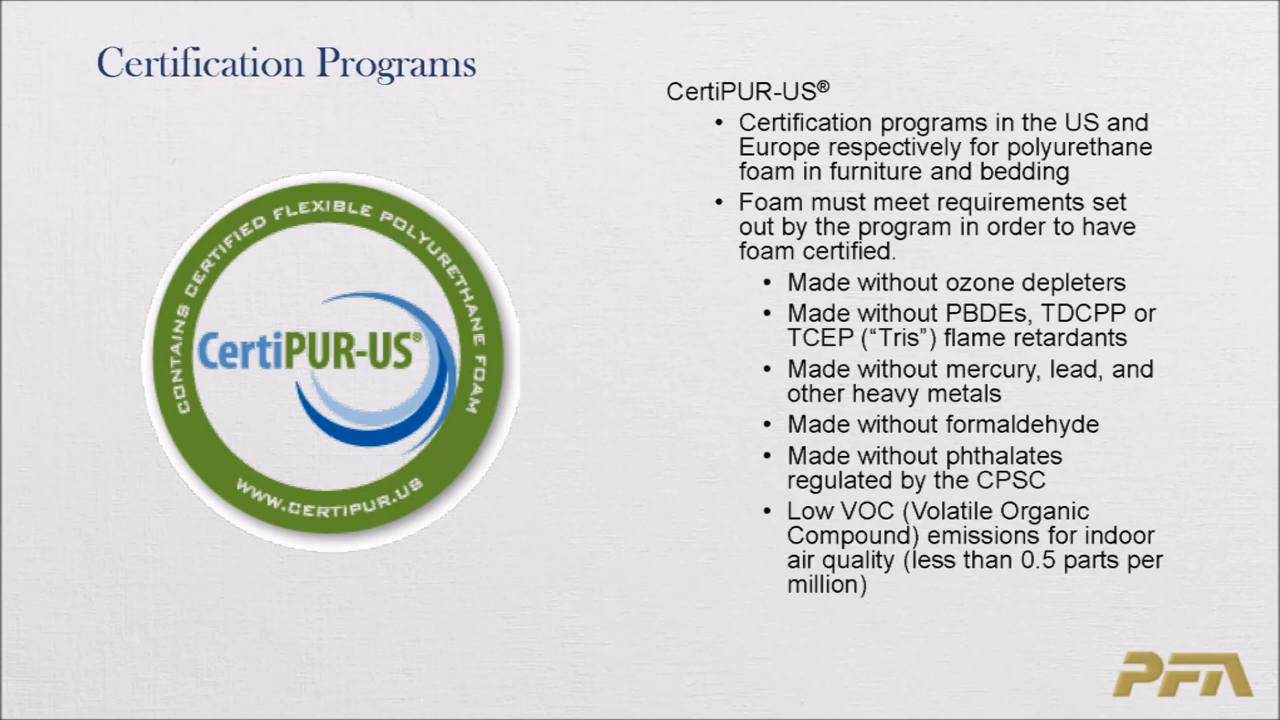 Certification Programs
CertiPUR-US®
• Certification programs in the US and
Europe respectively for polyurethane
foam in furniture and bedding
• Foam must meet requirements set
out by the program in order to have
foam certified.
• Made without ozone depleters
• Made without PBDEs, TDCPP or
TCEP (“Tris”) flame retardants
• Made without mercury, lead, and
other heavy metals
• Made without formaldehyde
• Made without phthalates
regulated by the CPSC
• Low VOC (Volatile Organic
Compound) emissions for indoor
air quality (less than 0.5 parts per
million)
CONTAINS CERTIFIED FLEXIBLE POLYURETHANE FOAM
CertiPUR-US®
WWW.CERTIPUR.US
PFA